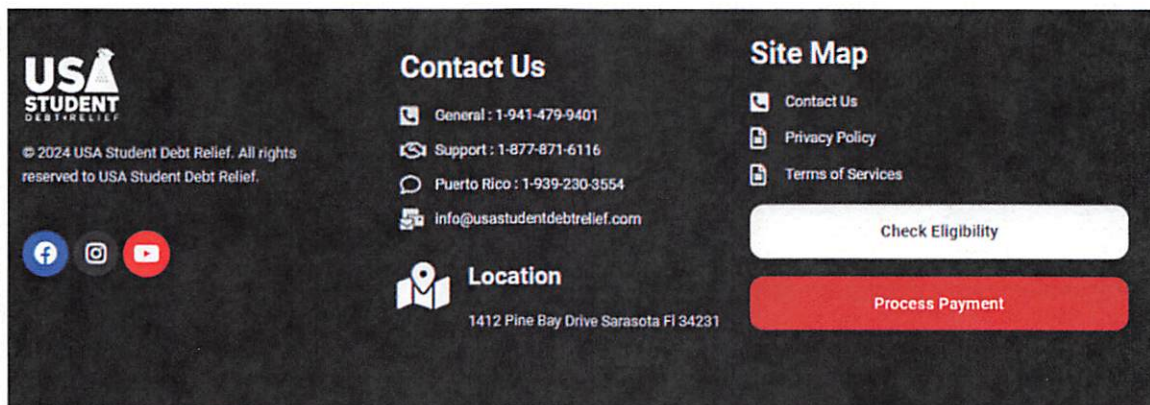 USA
STUDENT
DEBT•RELIEF
© 2024 USA Student Debt Relief. All rights
reserved to USA Student Debt Relief.
Contact Us
General : 1-941-479-9401
Support : 1-877-871-6116
Puerto Rico : 1-939-230-3554
info@usastudentdebtrelief.com
Location
1412 Pine Bay Drive Sarasota Fl 34231
Site Map
Contact Us
Privacy Policy
Terms of Services
Check Eligibility
Process Payment